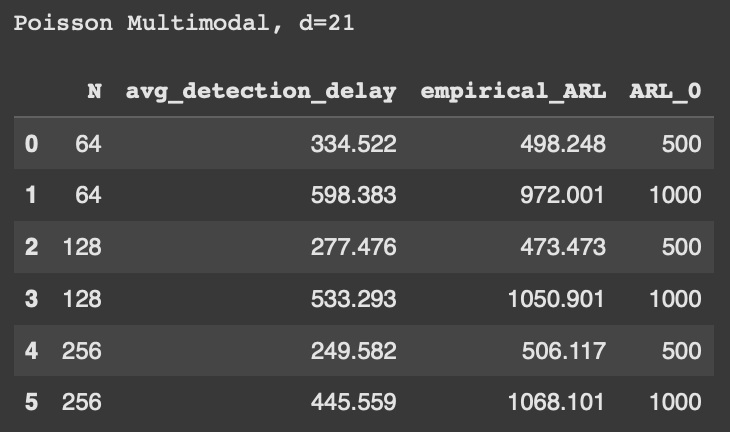 Poisson Multimodal, d=21
N avg_detection_delay empirical_ARL ARL_0
0 64 334.522 498.248 500
1 64 598.383 972.001 1000
2 128 277.476 473.473 500
3 128 533.293 1050.901 1000
4 256 249.582 506.117 500
5 256 445.559 1068.101 1000